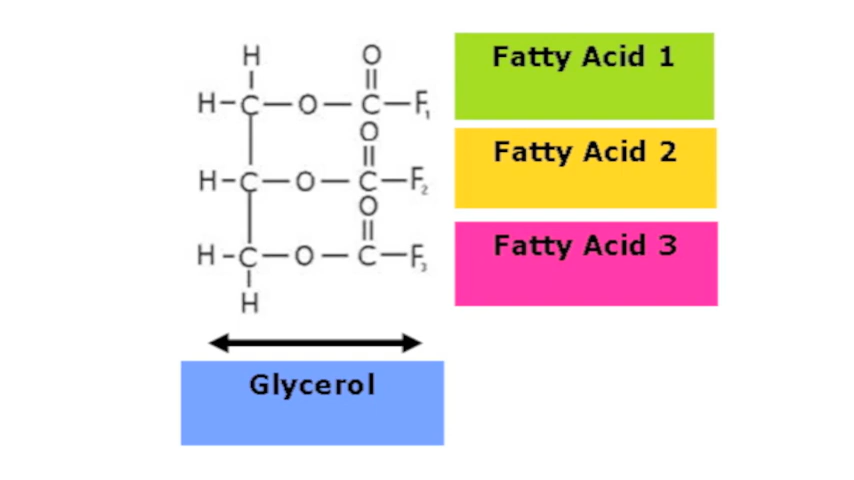 H O
H-C-O-C-F₁
O
H-C-O-C-F₂
O
H-C-O-C-F₃
H
Fatty Acid 1
Fatty Acid 2
Fatty Acid 3
Glycerol